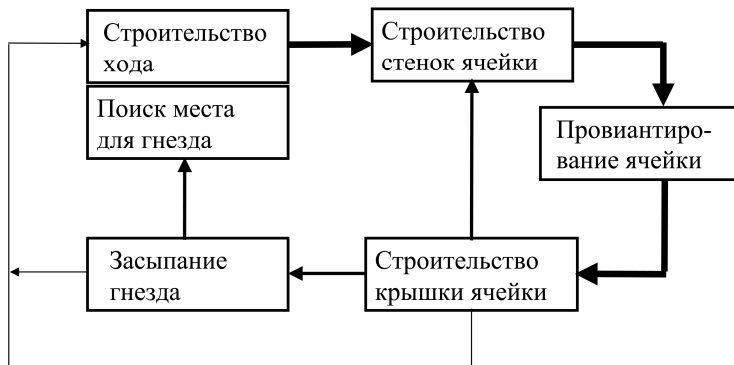 Строительство
хода
Строительство
стенок ячейки
Поиск места
для гнезда
Провиантиро-
вание ячейки
Засыпание
гнезда
Строительство
крышки ячейки